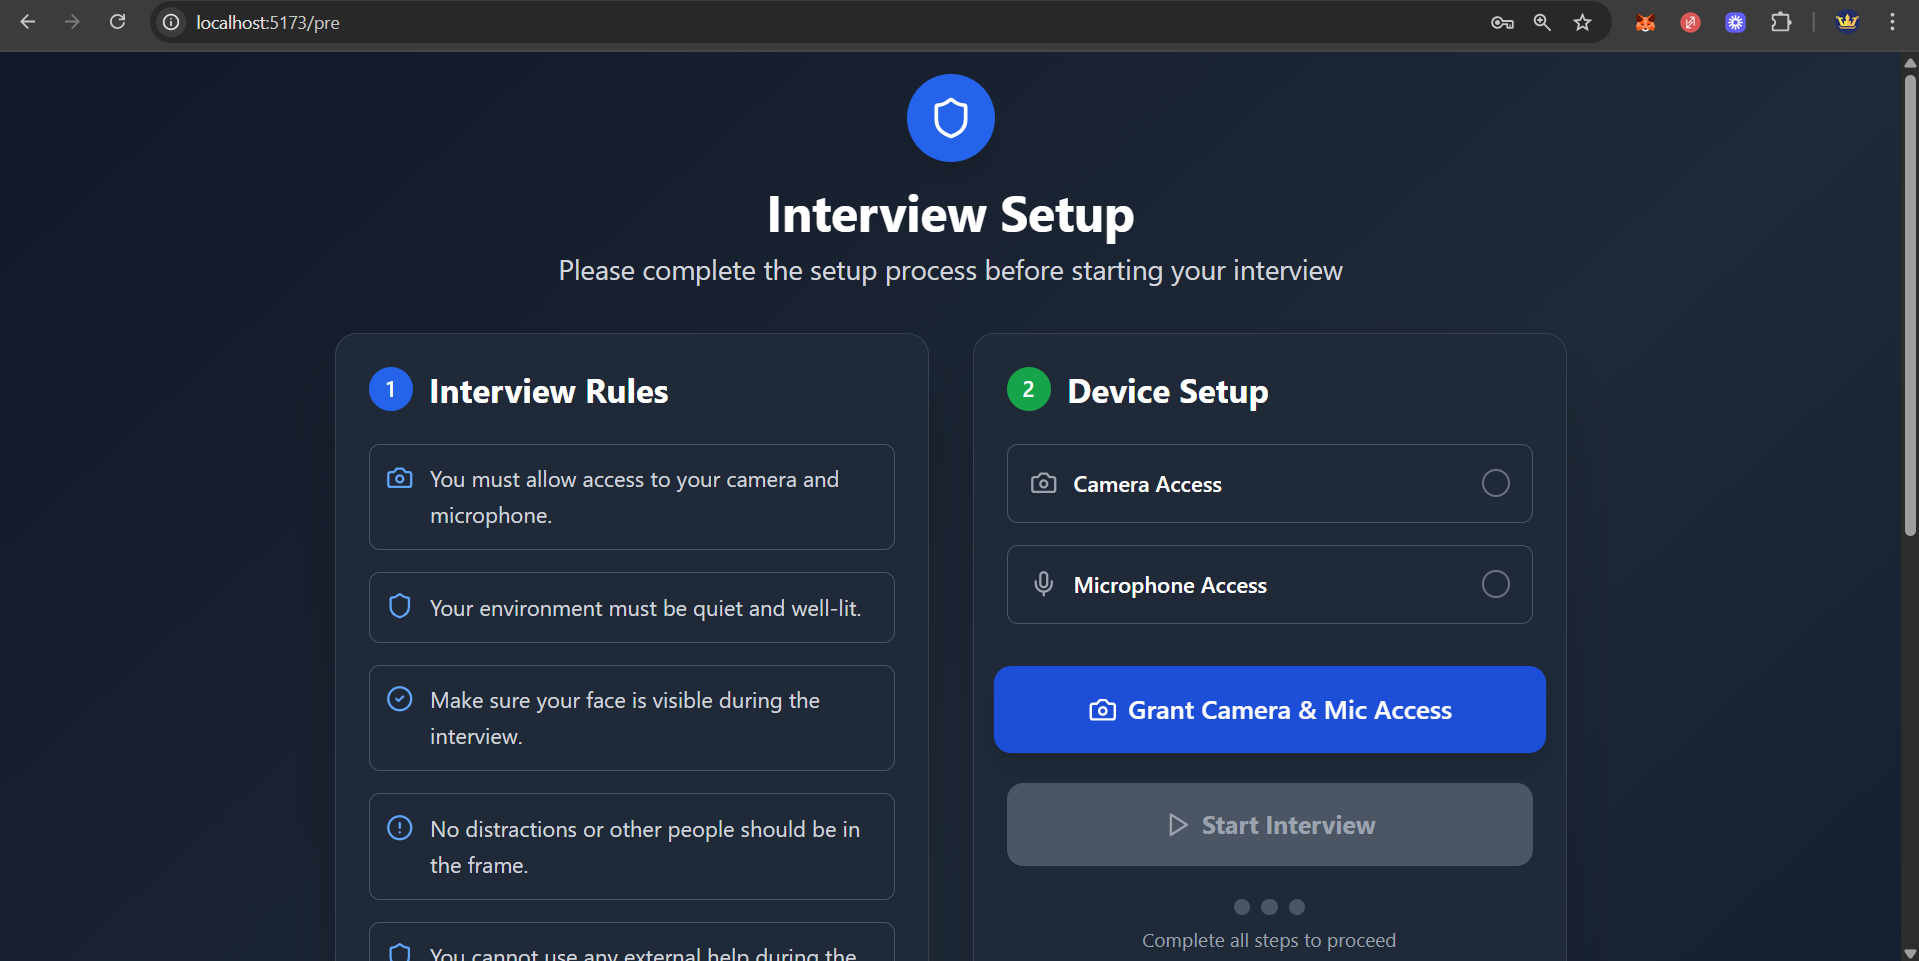 localhost:5173/pre
Interview Setup
Please complete the setup process before starting your interview
1
Interview Rules
You must allow access to your camera and
microphone.
Your environment must be quiet and well-lit.
Make sure your face is visible during the
interview.
No distractions or other people should be in
the frame.
You cannot use any external help during the
2
Device Setup
Camera Access
Microphone Access
Grant Camera & Mic Access
Start Interview
Complete all steps to proceed